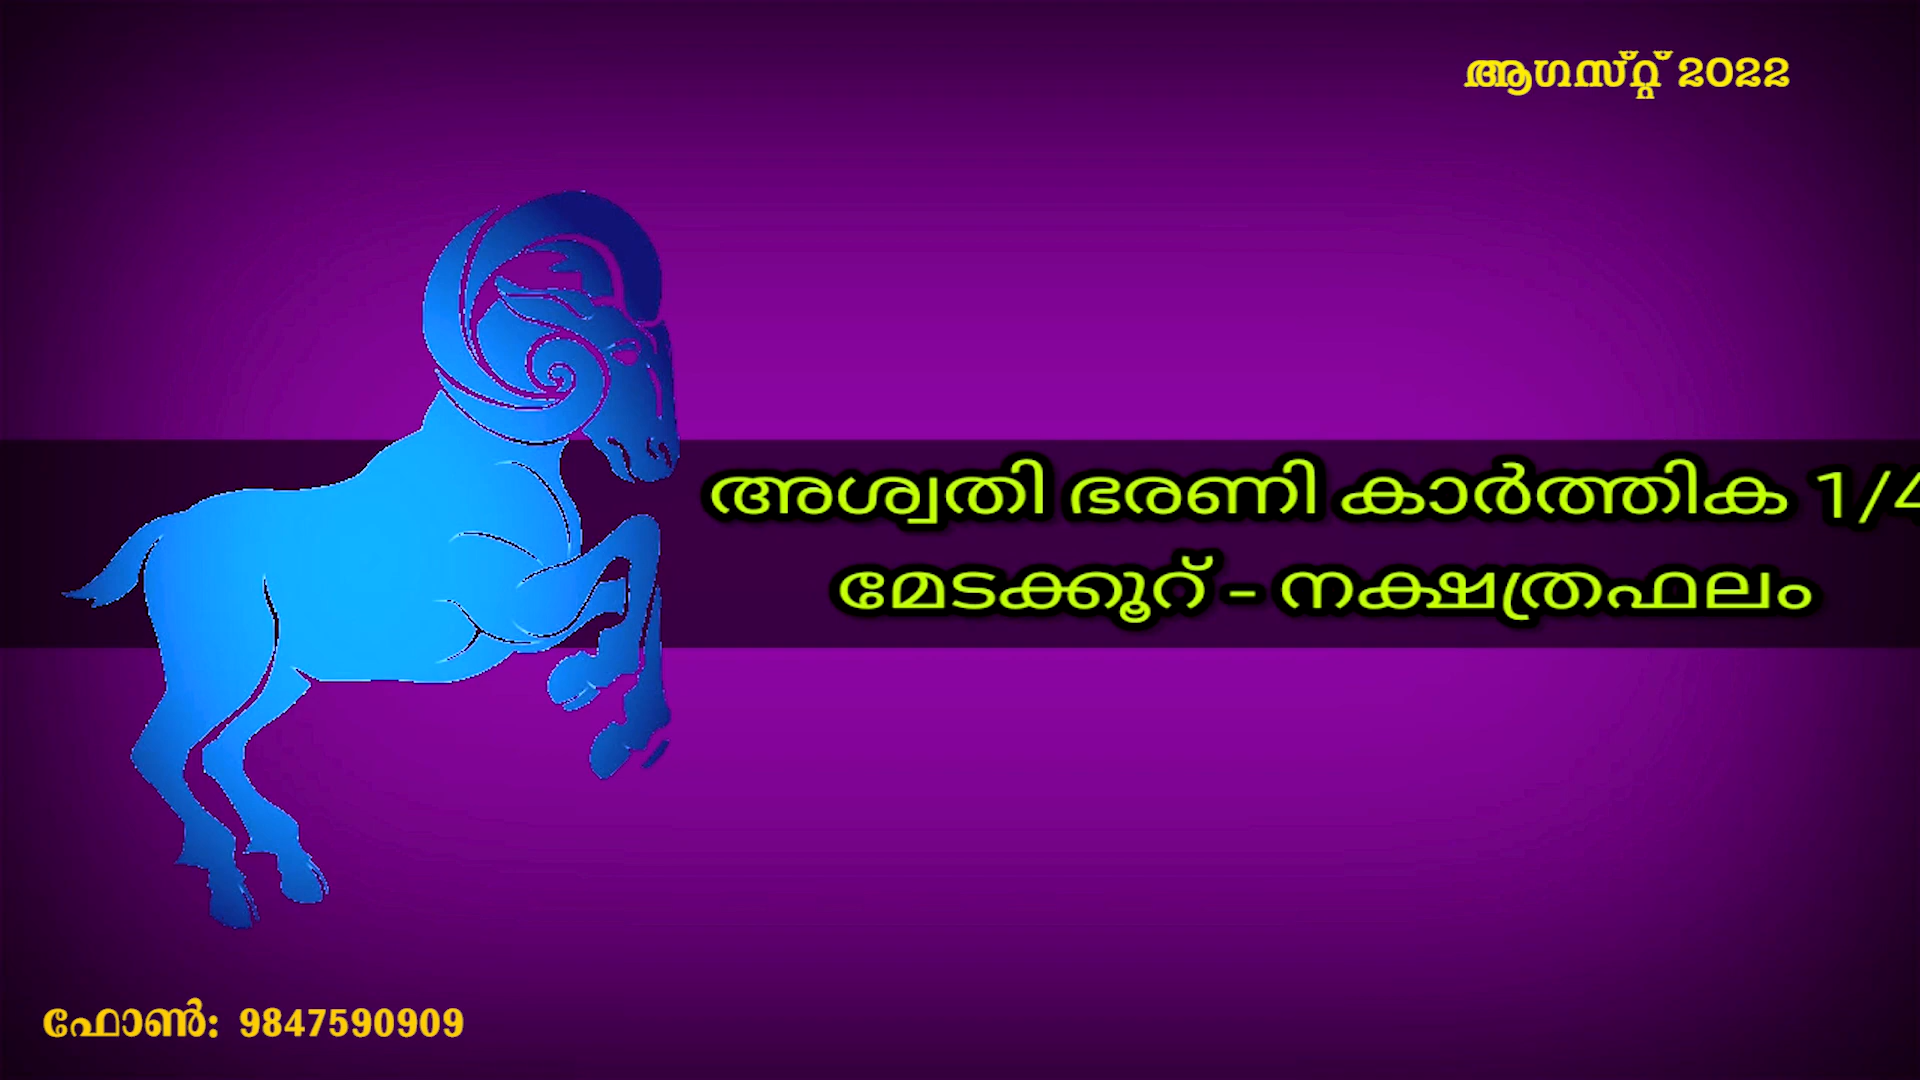 ആഗസ്റ്റ് 2022
അശ്വതി ഭരണി കാർത്തിക 1/4
മേടക്കൂറ് - നക്ഷത്രഫലം
ഫോൺ: 9847590909